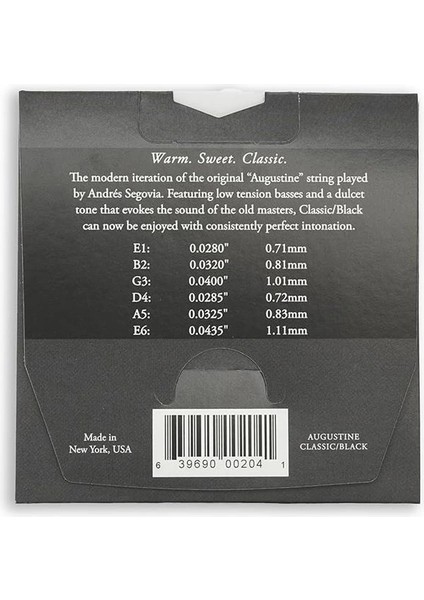 Warm. Sweet. Classic.
The modern iteration of the original “Augustine” string played
by Andrés Segovia. Featuring low tension basses and a dulcet
tone that evokes the sound of the old masters, Classic/Black
can now be enjoyed with consistently perfect intonation.
E1: 0.0280" 0.71mm
B2: 0.0320" 0.81mm
G3: 0.0400" 1.01mm
D4: 0.0285" 0.72mm
A5: 0.0325" 0.83mm
E6: 0.0435" 1.11mm
Made in
New York, USA
6 39690 00204 1
AUGUSTINE
CLASSIC/BLACK